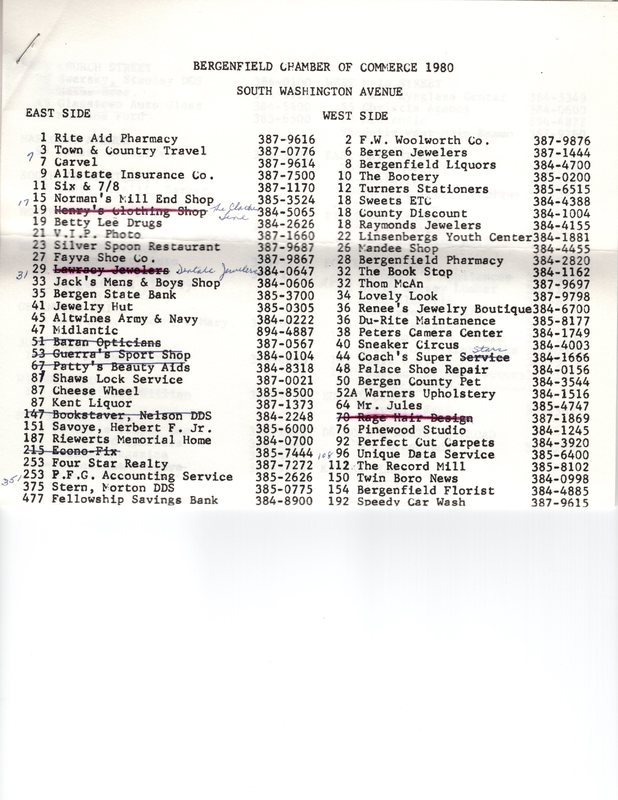 BERGENFIELD CHAMBER OF COMMERCE 1980
SOUTH WASHINGTON AVENUE
EAST SIDE
1 Rite Aid Pharmacy 387-9616
3 Town & Country Travel 387-0776
7
7 Carvel 387-9614
9 Allstate Insurance Co. 387-7500
11 Six & 7/8 387-1170
17 15 Norman's Mill End Shop 385-3524
19 Henry's Clothing Shop The 384-5065
19 Betty Lee Drugs 384-2626
21 V.I.P. Photo 387-1660
23 Silver Spoon Restaurant 387-9687
27 Fayva Shoe Co. 387-9867
31 29 Lawracy Jewelers Jewelers 384-0647
33 Jack's Mens & Boys Shop 384-0606
35 Bergen State Bank 385-3700
41 Jewelry Hut 385-0305
45 Altwines Army & Navy 384-0222
47 Midlantic 894-4887
51 Baran Opticians 387-0567
53 Guerra's Sport Shop 384-0104
67 Patty's Beauty Aids 384-8318
87 Shaws Lock Service 387-0021
87 Cheese Wheel 385-8500
87 Kent Liquor 387-1373
147 Bookstaver, Nelson DDS 384-2248
151 Savoye, Herbert F. Jr. 385-6000
187 Riewerts Memorial Home 384-0700
215 Econo-Fix 385-7444
253 Four Star Realty 387-7272
351 253 P.F.G. Accounting Service 385-2626
375 Stern, Morton DDS 385-0775
477 Fellowship Savings Bank 384-8900
WEST SIDE
2 F.W. Woolworth Co. 387-9876
6 Bergen Jewelers 387-1444
8 Bergenfield Liquors 384-4700
10 The Bootery 385-0200
12 Turners Stationers 385-6515
18 Sweets ETC 384-4388
18 County Discount 384-1004
18 Raymonds Jewelers 384-4155
22 Linsenbergs Youth Center 384-1881
26 Mandee Shop 384-4455
28 Bergenfield Pharmacy 384-2820
32 The Book Stop 384-1162
32 Thom McAn 387-9697
34 Lovely Look 387-9798
36 Renee's Jewelry Boutique 384-6700
36 Du-Rite Maintanence 385-8177
38 Peters Camera Center 384-1749
40 Sneaker Circus 384-4003
Stars
44 Coach's Super Service 384-1666
48 Palace Shoe Repair 384-0156
50 Bergen County Pet 384-3544
52A Warners Upholstery 384-1516
64 Mr. Jules 385-4747
70 Rage Hair Design 387-1869
76 Pinewood Studio 384-1245
92 Perfect Cut Carpets 384-3920
108 96 Unique Data Service 385-6400
112 The Record Mill 385-8102
150 Twin Boro News 384-0998
154 Bergenfield Florist 384-4885
192 Speedy Car Wash 387-9615